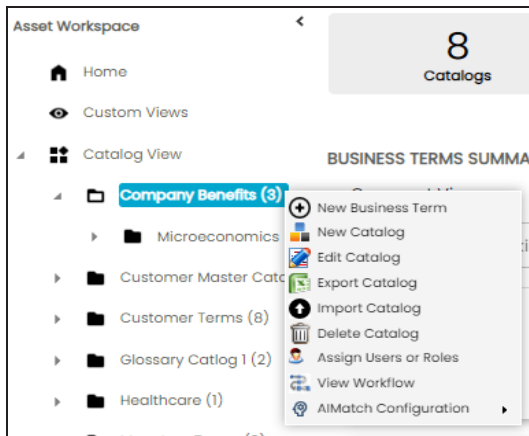 Asset Workspace
Home
Custom Views
Catalog View
Company Benefits (3)
Microeconomics
Customer Master Cat
Customer Terms (8)
Glossary Catlog 1 (2)
Healthcare (1)
8
Catalogs
BUSINESS TERMS SUMMA
New Business Term
New Catalog
Edit Catalog
Export Catalog
Import Catalog
Delete Catalog
Assign Users or Roles
View Workflow
AIMatch Configuration